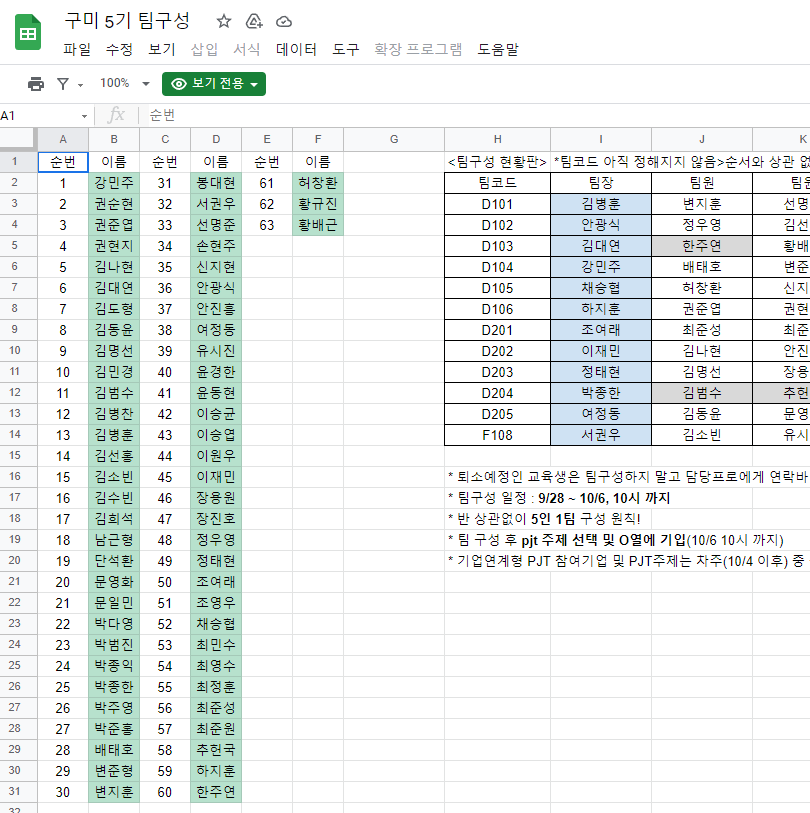 구미 5기 팀구성
파일 수정 보기 삽입 서식 데이터 도구 확장 프로그램 도움말
100% 보기 전용
A1 fx 순번
A B C D E F G H I J K
1 순번 이름 순번 이름 순번 이름 <팀구성 현황판> *팀코드 아직 정해지지 않음>순서와 상관 없
2 1 강민주 31 봉대현 61 허창환 팀코드 팀장 팀원 팀원
3 2 권순현 32 서권우 62 황규진 D101 김병훈 변지훈 선명
4 3 권준엽 33 선명준 63 황배근 D102 안광식 정우영 김선
5 4 권현지 34 손현주 D103 김대연 한주연 황배
6 5 김나현 35 신지현 D104 강민주 배태호 변준
7 6 김대연 36 안광식 D105 채승협 허창환 신지
8 7 김도형 37 안진홍 D106 하지훈 권준엽 권현
9 8 김동윤 38 여정동 D201 조여래 최준성 최준
10 9 김명선 39 유시진 D202 이재민 김나현 안진
11 10 김민경 40 윤경한 D203 정태현 김명선 장응
12 11 김범수 41 윤동현 D204 박종한 김범수 추헌
13 12 김병찬 42 이승균 D205 여정동 김동윤 문영
14 13 김병훈 43 이승엽 F108 서권우 김소빈 유시
15 14 김선홍 44 이원우
16 15 김소빈 45 이재민 * 퇴소예정인 교육생은 팀구성하지 말고 담당프로에게 연락바
17 16 김수빈 46 장응원 * 팀구성 일정 : 9/28 ~ 10/6, 10시 까지
18 17 김희석 47 장진호 * 반 상관없이 5인 1팀 구성 원칙!
19 18 남근형 48 정우영 * 팀 구성 후 pjt 주제 선택 및 O열에 기입(10/6 10시 까지)
20 19 단석환 49 정태현 * 기업연계형 PJT 참여기업 및 PJT주제는 차주(10/4 이후) 중
21 20 문영화 50 조여래
22 21 문일민 51 조영우
23 22 박다영 52 채승협
24 23 박범진 53 최민수
25 24 박종익 54 최영수
26 25 박종한 55 최정훈
27 26 박주영 56 최준성
28 27 박준홍 57 최준원
29 28 배태호 58 추헌국
30 29 변준형 59 하지훈
31 30 변지훈 60 한주연
32